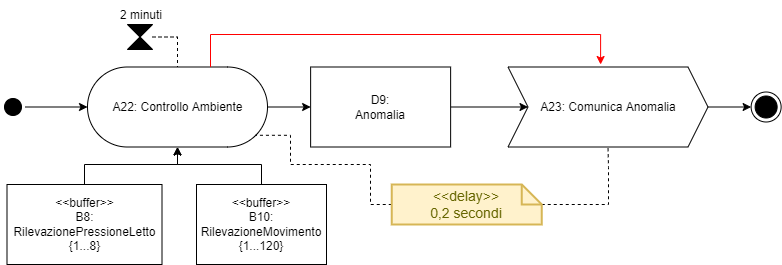 2 minuti
A22: Controllo Ambiente
D9:
Anomalia
A23: Comunica Anomalia
<<buffer>>
B8:
RilevazionePressioneLetto
{1...8}
<<buffer>>
B10:
RilevazioneMovimento
{1...120}
<<delay>>
0,2 secondi